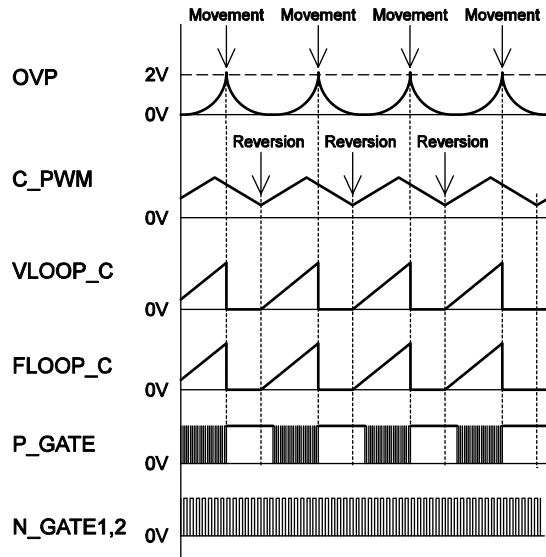 Movement Movement Movement Movement
OVP 2V
0V
Reversion Reversion Reversion
C_PWM
0V
VLOOP_C
0V
FLOOP_C
0V
P_GATE
0V
N_GATE1,2 0V